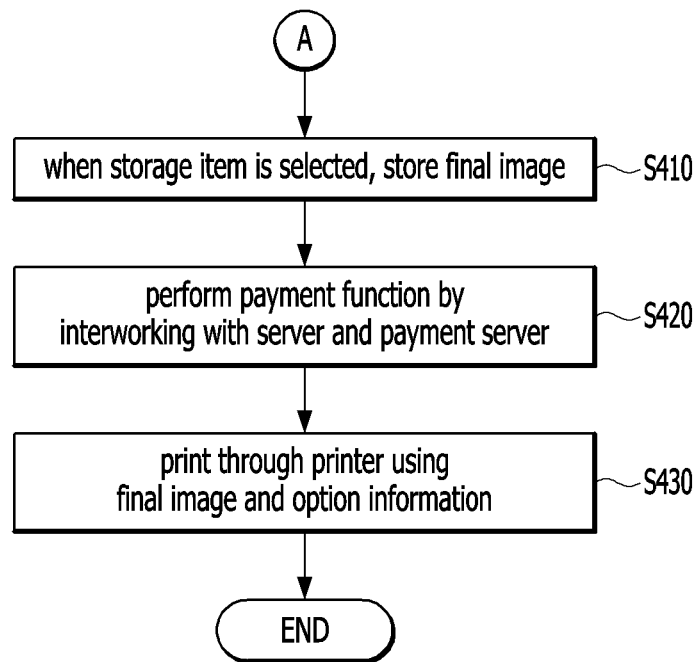 A
when storage item is selected, store final image
S410
perform payment function by
interworking with server and payment server
S420
print through printer using
final image and option information
S430
END